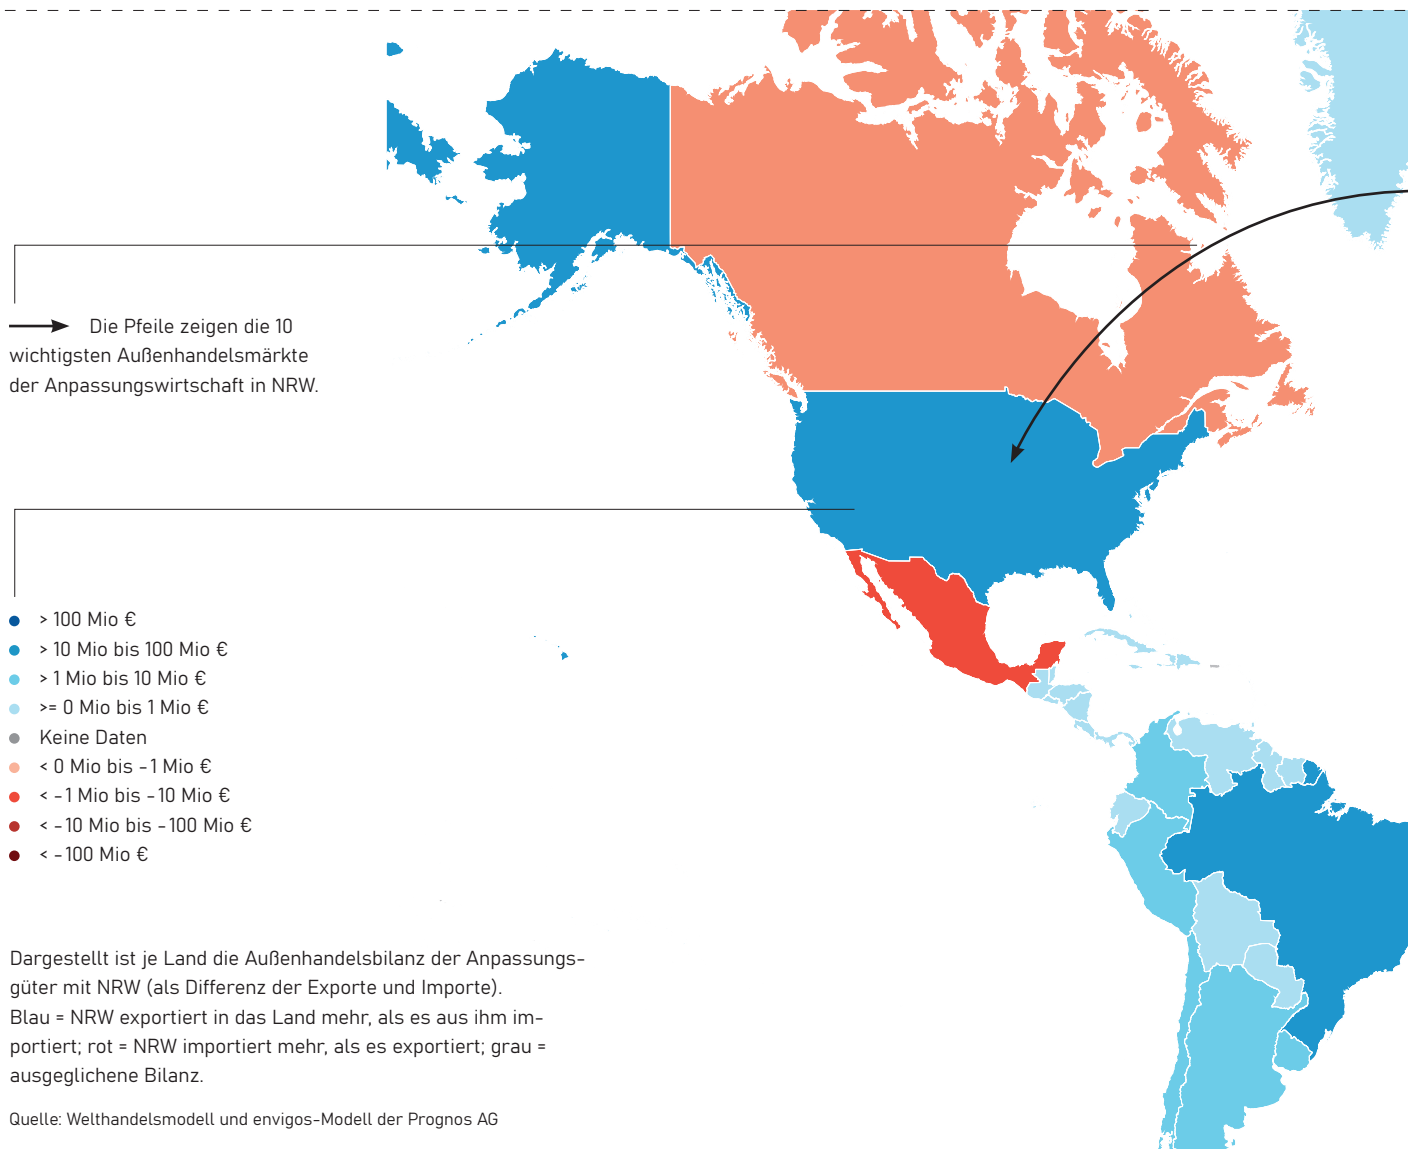 Die Pfeile zeigen die 10
wichtigsten Außenhandelsmärkte
der Anpassungswirtschaft in NRW.
> 100 Mio €
> 10 Mio bis 100 Mio €
> 1 Mio bis 10 Mio €
>= 0 Mio bis 1 Mio €
Keine Daten
< 0 Mio bis -1 Mio €
< -1 Mio bis -10 Mio €
< -10 Mio bis -100 Mio €
< -100 Mio €
Dargestellt ist je Land die Außenhandelsbilanz der Anpassungs-
güter mit NRW (als Differenz der Exporte und Importe).
Blau = NRW exportiert in das Land mehr, als es aus ihm im-
portiert; rot = NRW importiert mehr, als es exportiert; grau =
ausgeglichene Bilanz.
Quelle: Welthandelsmodell und envigos-Modell der Prognos AG